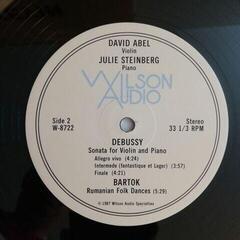 DAVID ABEL
Violin
JULIE STEINBERG
Piano
WILSON
AUDIO
Side 2
W-8722
Stereo
33 1/3 RPM
DEBUSSY
Sonata for Violin and Piano
Allegro vivo (4:24)
Intermede (fantastique et Leger) (3:57)
Finale (4:21)
BARTOK
Rumanian Folk Dances (5:29)
© 1987 Wilson Audio Specialties